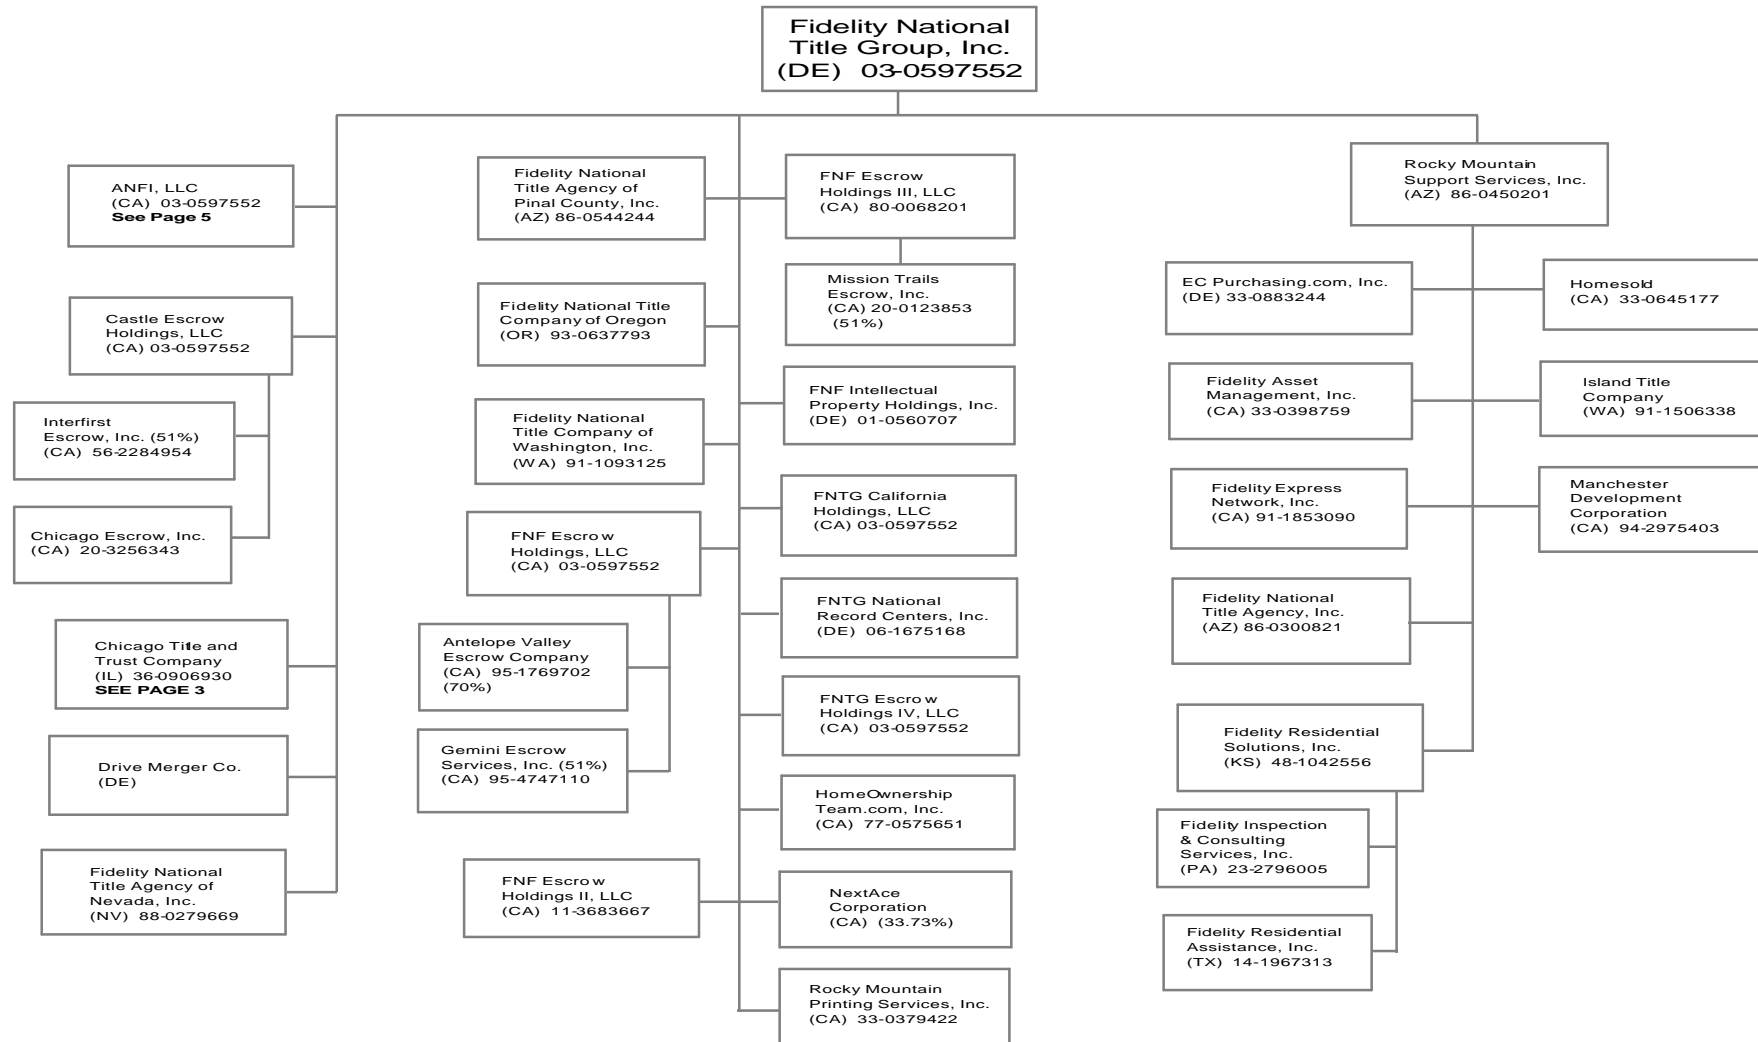 Fidelity National
Title Group, Inc.
(DE) 03-0597552
ANFI, LLC
(CA) 03-0597552
See Page 5
Castle Escrow
Holdings, LLC
(CA) 03-0597552
Interfirst
Escrow, Inc. (51%)
(CA) 56-2284954
Chicago Escrow, Inc.
(CA) 20-3256343
Chicago Title and
Trust Company
(IL) 36-0906930
SEE PAGE 3
Drive Merger Co.
(DE)
Fidelity National
Title Agency of
Nevada, Inc.
(NV) 88-0279669
Fidelity National
Title Agency of
Pinal County, Inc.
(AZ) 86-0544244
Fidelity National Title
Company of Oregon
(OR) 93-0637793
Fidelity National
Title Company of
Washington, Inc.
(WA) 91-1093125
FNF Escrow
Holdings, LLC
(CA) 03-0597552
Antelope Valley
Escrow Company
(CA) 95-1769702
(70%)
Gemini Escrow
Services, Inc. (51%)
(CA) 95-4747110
FNF Escrow
Holdings II, LLC
(CA) 11-3683667
FNF Escrow
Holdings III, LLC
(CA) 80-0068201
Mission Trails
Escrow, Inc.
(CA) 20-0123853
(51%)
FNF Intellectual
Property Holdings, Inc.
(DE) 01-0560707
FNTG California
Holdings, LLC
(CA) 03-0597552
FNTG National
Record Centers, Inc.
(DE) 06-1675168
FNTG Escrow
Holdings IV, LLC
(CA) 03-0597552
HomeOwnership
Team.com, Inc.
(CA) 77-0575651
NextAce
Corporation
(CA) (33.73%)
Rocky Mountain
Printing Services, Inc.
(CA) 33-0379422
Rocky Mountain
Support Services, Inc.
(AZ) 86-0450201
EC Purchasing.com, Inc.
(DE) 33-0883244
Homesold
(CA) 33-0645177
Fidelity Asset
Management, Inc.
(CA) 33-0398759
Island Title
Company
(WA) 91-1506338
Fidelity Express
Network, Inc.
(CA) 91-1853090
Manchester
Development
Corporation
(CA) 94-2975403
Fidelity National
Title Agency, Inc.
(AZ) 86-0300821
Fidelity Residential
Solutions, Inc.
(KS) 48-1042556
Fidelity Inspection
& Consulting
Services, Inc.
(PA) 23-2796005
Fidelity Residential
Assistance, Inc.
(TX) 14-1967313